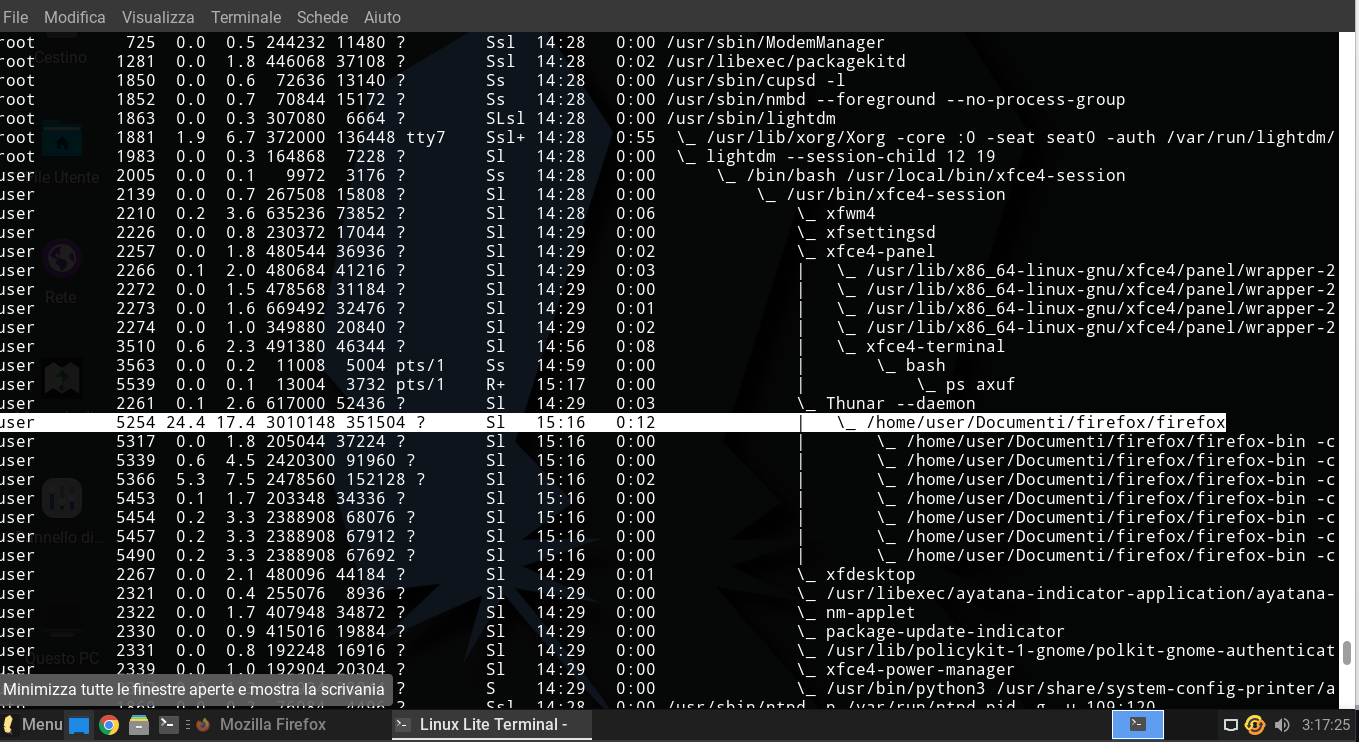 File Modifica Visualizza Terminale Schede Aiuto
root 725 0.0 0.5 244232 11480 ? Ssl 14:28 0:00 /usr/sbin/ModemManager
root 1281 0.0 1.8 446068 37108 ? Ssl 14:28 0:02 /usr/libexec/packagekitd
root 1850 0.0 0.6 72636 13140 ? Ss 14:28 0:00 /usr/sbin/cupsd -l
root 1852 0.0 0.7 70844 15172 ? Ss 14:28 0:00 /usr/sbin/nmbd --foreground --no-process-group
root 1863 0.0 0.3 307080 6664 ? SLsl 14:28 0:00 /usr/sbin/lightdm
root 1881 1.9 6.7 372000 136448 tty7 Ssl+ 14:28 0:55 \_ /usr/lib/xorg/Xorg -core :0 -seat seat0 -auth /var/run/lightdm/
root 1983 0.0 0.3 164868 7228 ? Sl 14:28 0:00 \_ lightdm --session-child 12 19
user 2005 0.0 0.1 9972 3176 ? Ss 14:28 0:00 \_ /bin/bash /usr/local/bin/xfce4-session
user 2139 0.0 0.7 267508 15808 ? Sl 14:28 0:00 \_ /usr/bin/xfce4-session
user 2210 0.2 3.6 635236 73852 ? Sl 14:28 0:06 \_ xfwm4
user 2226 0.0 0.8 230372 17044 ? Sl 14:29 0:00 \_ xfsettingsd
user 2257 0.0 1.8 480544 36936 ? Sl 14:29 0:02 \_ xfce4-panel
user 2266 0.1 2.0 480684 41216 ? Sl 14:29 0:03 | \_ /usr/lib/x86_64-linux-gnu/xfce4/panel/wrapper-2
user 2272 0.0 1.5 478568 31184 ? Sl 14:29 0:00 | \_ /usr/lib/x86_64-linux-gnu/xfce4/panel/wrapper-2
user 2273 0.0 1.6 669492 32476 ? Sl 14:29 0:01 | \_ /usr/lib/x86_64-linux-gnu/xfce4/panel/wrapper-2
user 2274 0.0 1.0 349880 20840 ? Sl 14:29 0:02 | \_ /usr/lib/x86_64-linux-gnu/xfce4/panel/wrapper-2
user 3510 0.6 2.3 491380 46344 ? Sl 14:56 0:08 | \_ xfce4-terminal
user 3563 0.0 0.2 11008 5004 pts/1 Ss 14:59 0:00 | \_ bash
user 5539 0.0 0.1 13004 3732 pts/1 R+ 15:17 0:00 | \_ ps axuf
user 2261 0.1 2.6 617000 52436 ? Sl 14:29 0:03 \_ Thunar --daemon
user 5254 24.4 17.4 3010148 351504 ? Sl 15:16 0:12 | \_ /home/user/Documenti/firefox/firefox
user 5317 0.0 1.8 205044 37224 ? Sl 15:16 0:00 | \_ /home/user/Documenti/firefox/firefox-bin -c
user 5339 0.6 4.5 2420300 91960 ? Sl 15:16 0:00 | \_ /home/user/Documenti/firefox/firefox-bin -c
user 5366 5.3 7.5 2478560 152128 ? Sl 15:16 0:02 | \_ /home/user/Documenti/firefox/firefox-bin -c
user 5453 0.1 1.7 203348 34336 ? Sl 15:16 0:00 | \_ /home/user/Documenti/firefox/firefox-bin -c
user 5454 0.2 3.3 2388908 68076 ? Sl 15:16 0:00 | \_ /home/user/Documenti/firefox/firefox-bin -c
user 5457 0.2 3.3 2388908 67912 ? Sl 15:16 0:00 | \_ /home/user/Documenti/firefox/firefox-bin -c
user 5490 0.2 3.3 2388908 67692 ? Sl 15:16 0:00 | \_ /home/user/Documenti/firefox/firefox-bin -c
user 2267 0.0 2.1 480096 44184 ? Sl 14:29 0:01 \_ xfdesktop
user 2321 0.0 0.4 255076 8936 ? Sl 14:29 0:00 \_ /usr/libexec/ayatana-indicator-application/ayatana-
user 2322 0.0 1.7 407948 34872 ? Sl 14:29 0:00 \_ nm-applet
user 2330 0.0 0.9 415016 19884 ? Sl 14:29 0:00 \_ package-update-indicator
user 2331 0.0 0.8 192248 16916 ? Sl 14:29 0:00 \_ /usr/lib/policykit-1-gnome/polkit-gnome-authenticat
user 2339 0.0 1.0 192904 20304 ? Sl 14:29 0:00 \_ xfce4-power-manager
? S 14:29 0:00 \_ /usr/bin/python3 /usr/share/system-config-printer/a
Ssl 14:29 0:00 /usr/sbin/ntpd -p /var/run/ntpd.pid -g -u 109:120
Cestino
Utente
Rete
Questo PC
Minimizza tutte le finestre aperte e mostra la scrivania
Menu Mozilla Firefox Linux Lite Terminal - 3:17:25